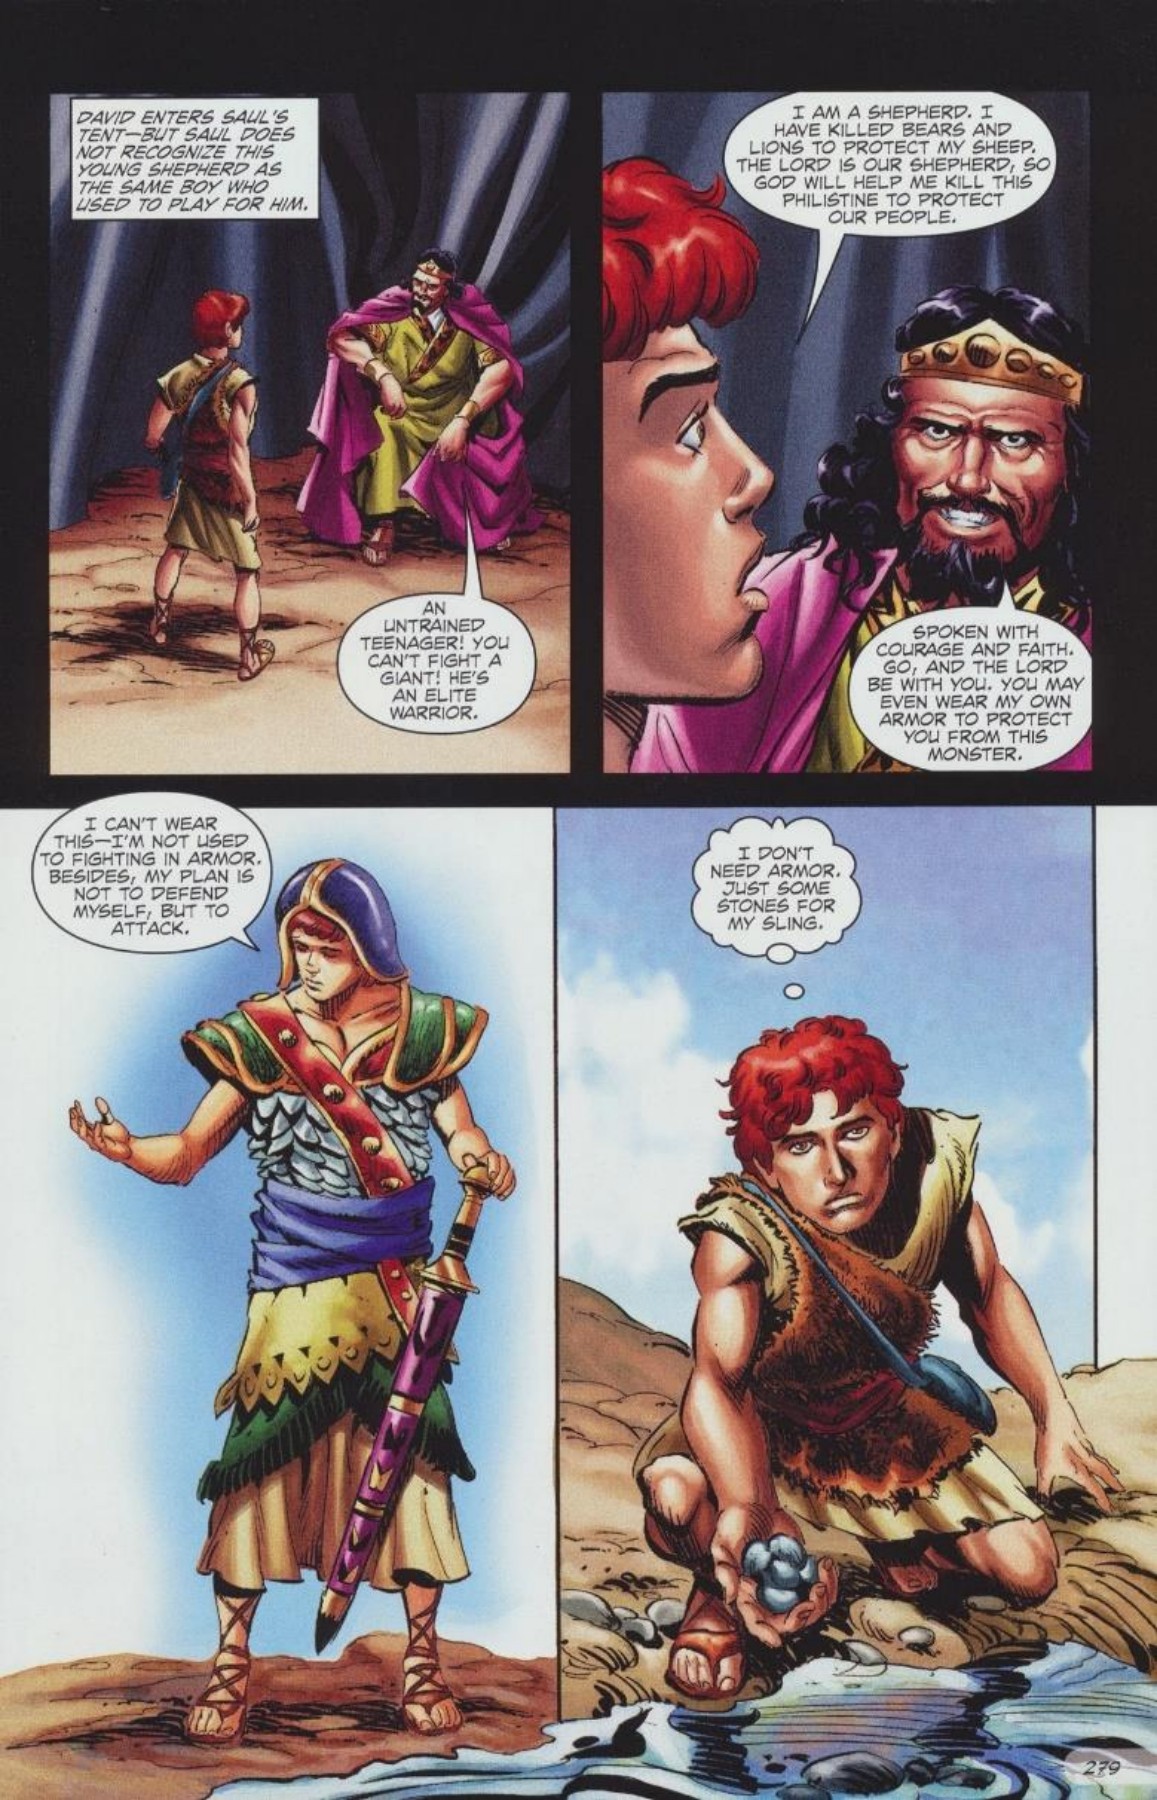 DAVID ENTERS SAUL'S
TENT—BUT SAUL DOES
NOT RECOGNIZE THIS
YOUNG SHEPHERD AS
THE SAME BOY WHO
USED TO PLAY FOR HIM.
AN
UNTRAINED
TEENAGER! YOU
CAN'T FIGHT A
GIANT! HE'S
AN ELITE
WARRIOR.
I AM A SHEPHERD. I
HAVE KILLED BEARS AND
LIONS TO PROTECT MY SHEEP.
THE LORD IS OUR SHEPHERD, SO
GOD WILL HELP ME KILL THIS
PHILISTINE TO PROTECT
OUR PEOPLE.
SPOKEN WITH
COURAGE AND FAITH.
GO, AND THE LORD
BE WITH YOU. YOU MAY
EVEN WEAR MY OWN
ARMOR TO PROTECT
YOU FROM THIS
MONSTER.
I CAN'T WEAR
THIS—I'M NOT USED
TO FIGHTING IN ARMOR.
BESIDES, MY PLAN IS
NOT TO DEFEND
MYSELF, BUT TO
ATTACK.
I DON'T
NEED ARMOR.
JUST SOME
STONES FOR
MY SLING.
279